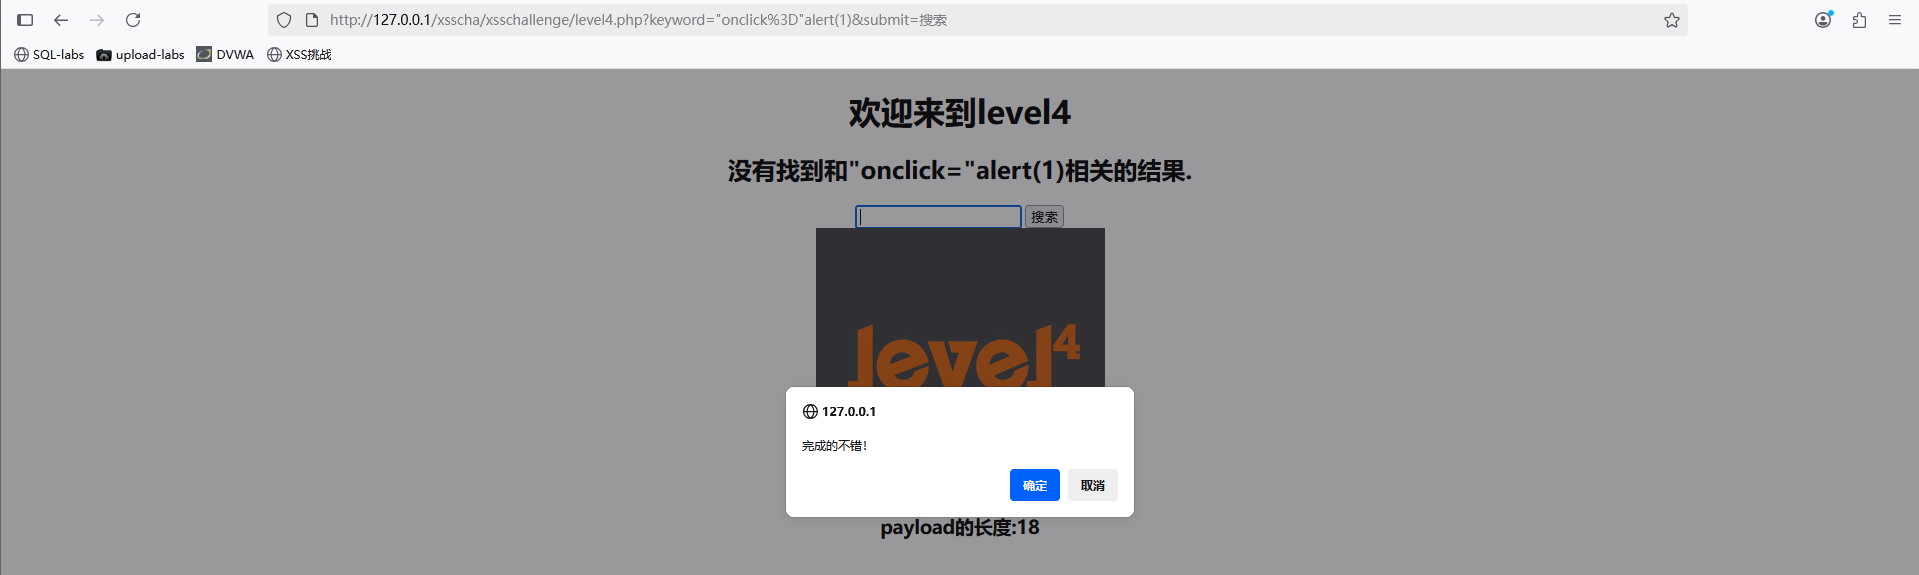 http://127.0.0.1/xsscha/xsschallenge/level4.php?keyword="onclick%3D"alert(1)&submit=搜索
SQL-labs upload-labs DVWA XSS挑战
欢迎来到level4
没有找到和"onclick="alert(1)相关的结果.
搜索
level4
127.0.0.1
完成的不错!
确定 取消
payload的长度:18